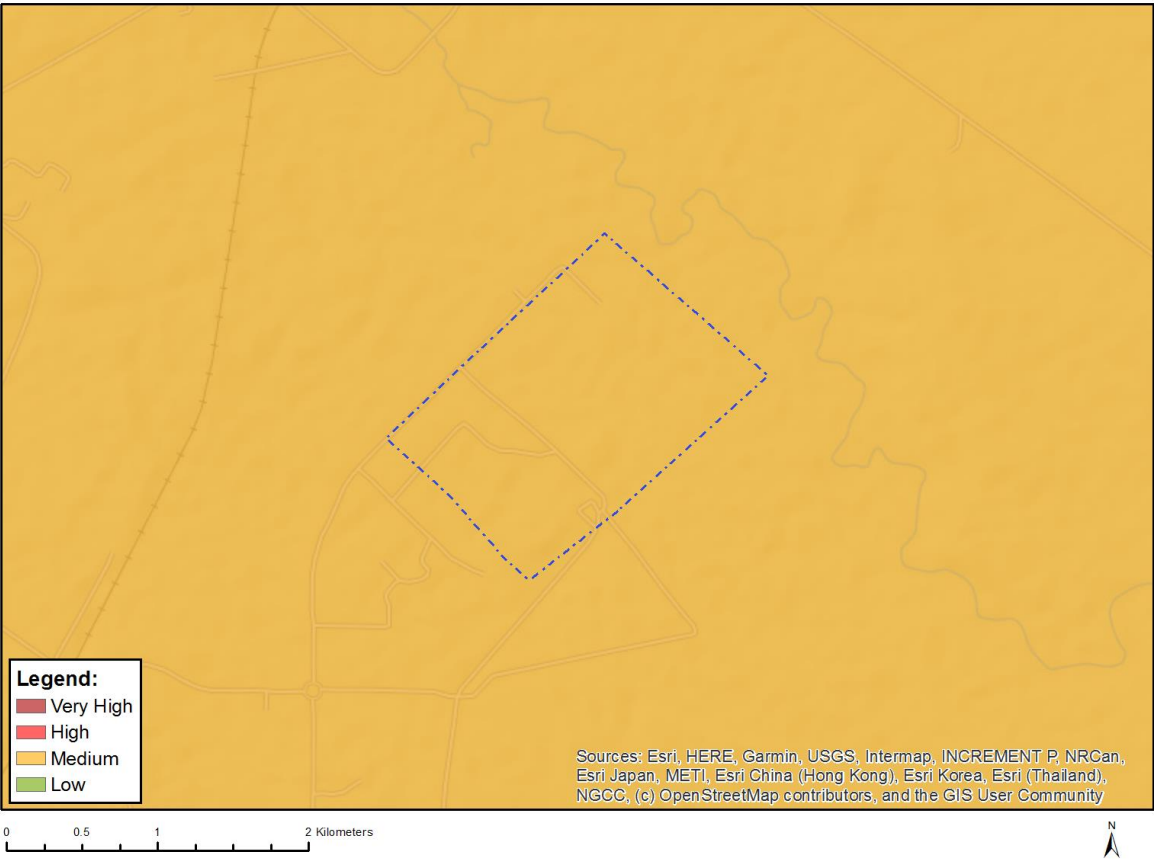 Legend:
Very High
High
Medium
Low
Sources: Esri, HERE, Garmin, USGS, Intermap, INCREMENT P, NRCan,
Esri Japan, METI, Esri China (Hong Kong), Esri Korea, Esri (Thailand),
NGCC, (c) OpenStreetMap contributors, and the GIS User Community
0 0.5 1 2 Kilometers
N